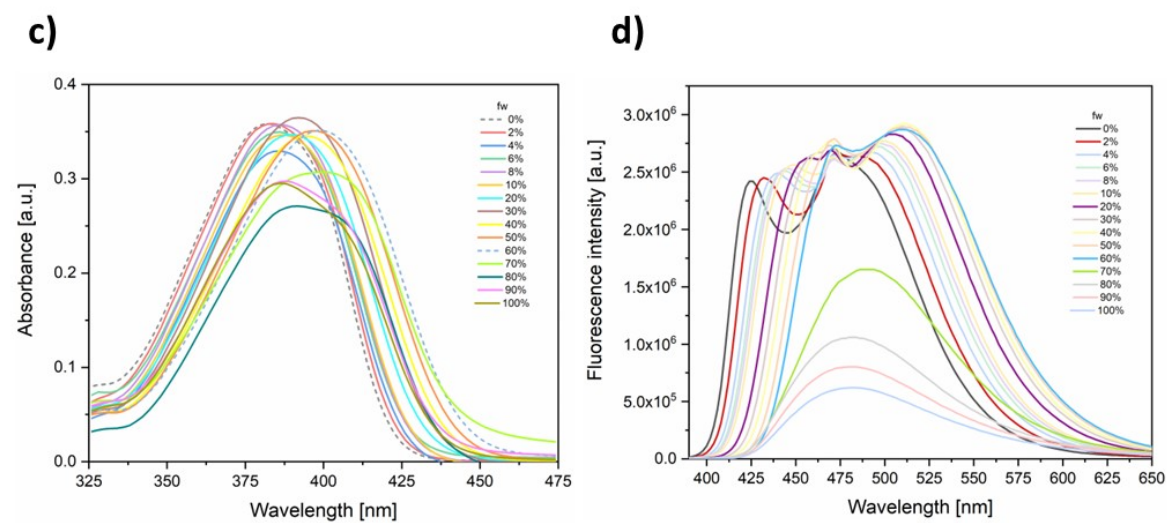 c)
d)
0.4
0.3
0.2
0.1
0.0
Absorbance [a.u.]
325 350 375 400 425 450 475
Wavelength [nm]
fw
0%
2%
4%
6%
8%
10%
20%
30%
40%
50%
60%
70%
80%
90%
100%
3.0x10⁶
2.5x10⁶
2.0x10⁶
1.5x10⁶
1.0x10⁶
5.0x10⁵
0.0
Fluorescence intensity [a.u.]
400 425 450 475 500 525 550 575 600 625 650
Wavelength [nm]
fw
0%
2%
4%
6%
8%
10%
20%
30%
40%
50%
60%
70%
80%
90%
100%